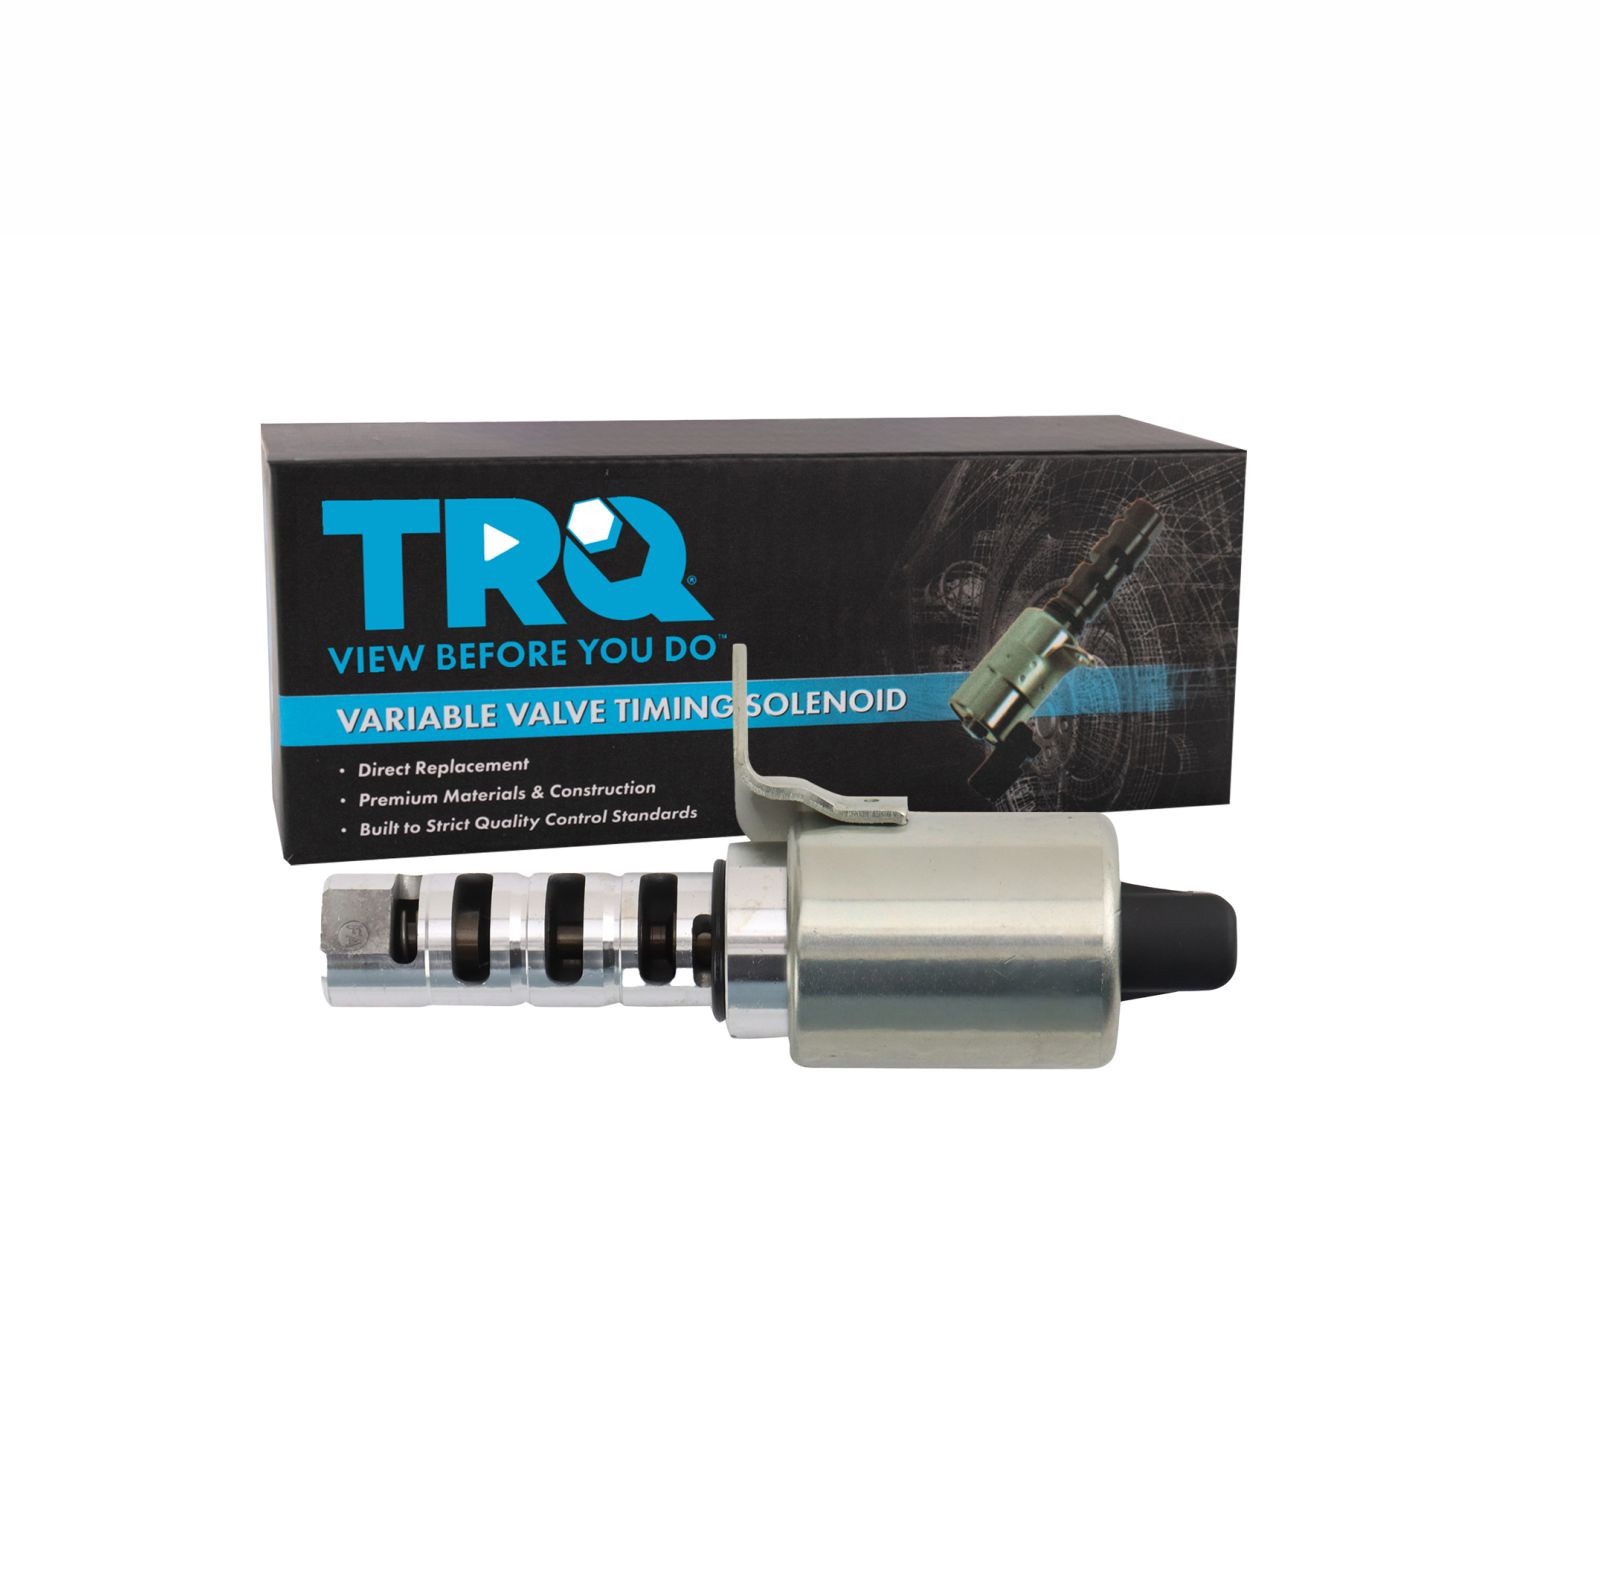 TRQ®
VIEW BEFORE YOU DO™
VARIABLE VALVE TIMING SOLENOID
• Direct Replacement
• Premium Materials & Construction
• Built to Strict Quality Control Standards
FA